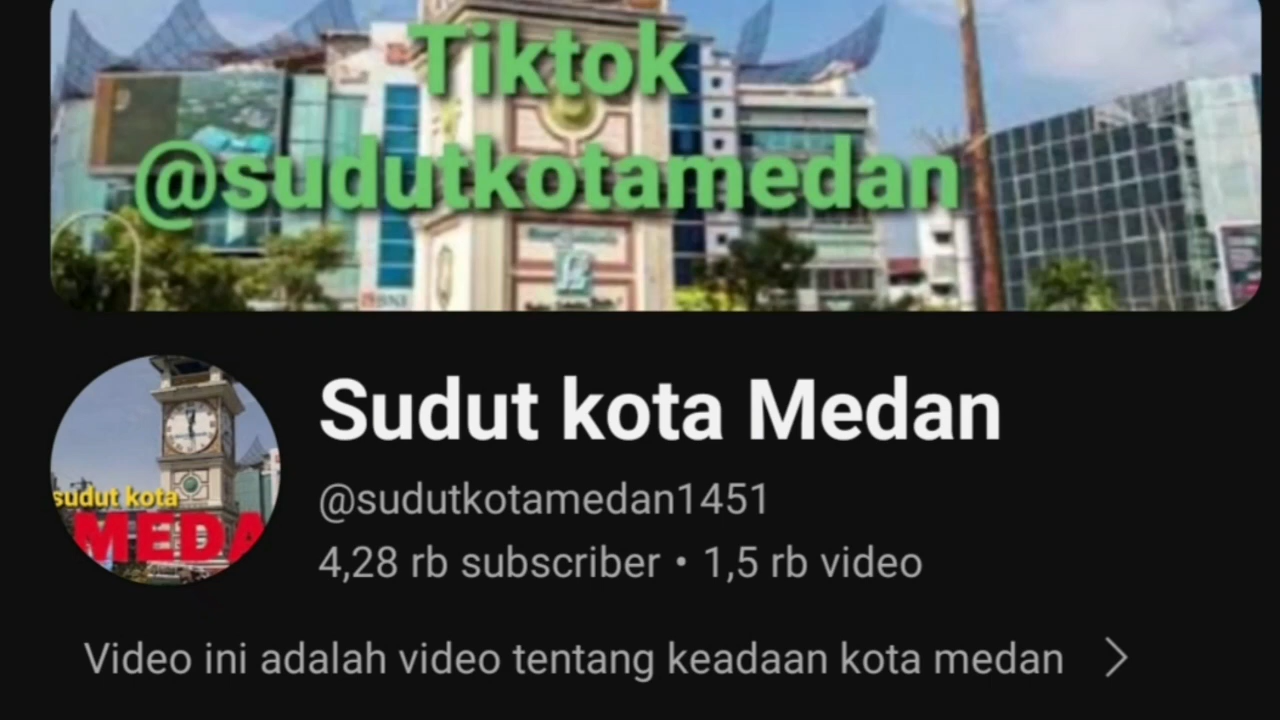 Tiktok
@sudutkotamedan
BNI
sudut kota
MEDA
Sudut kota Medan
@sudutkotamedan1451
4,28 rb subscriber • 1,5 rb video
Video ini adalah video tentang keadaan kota medan